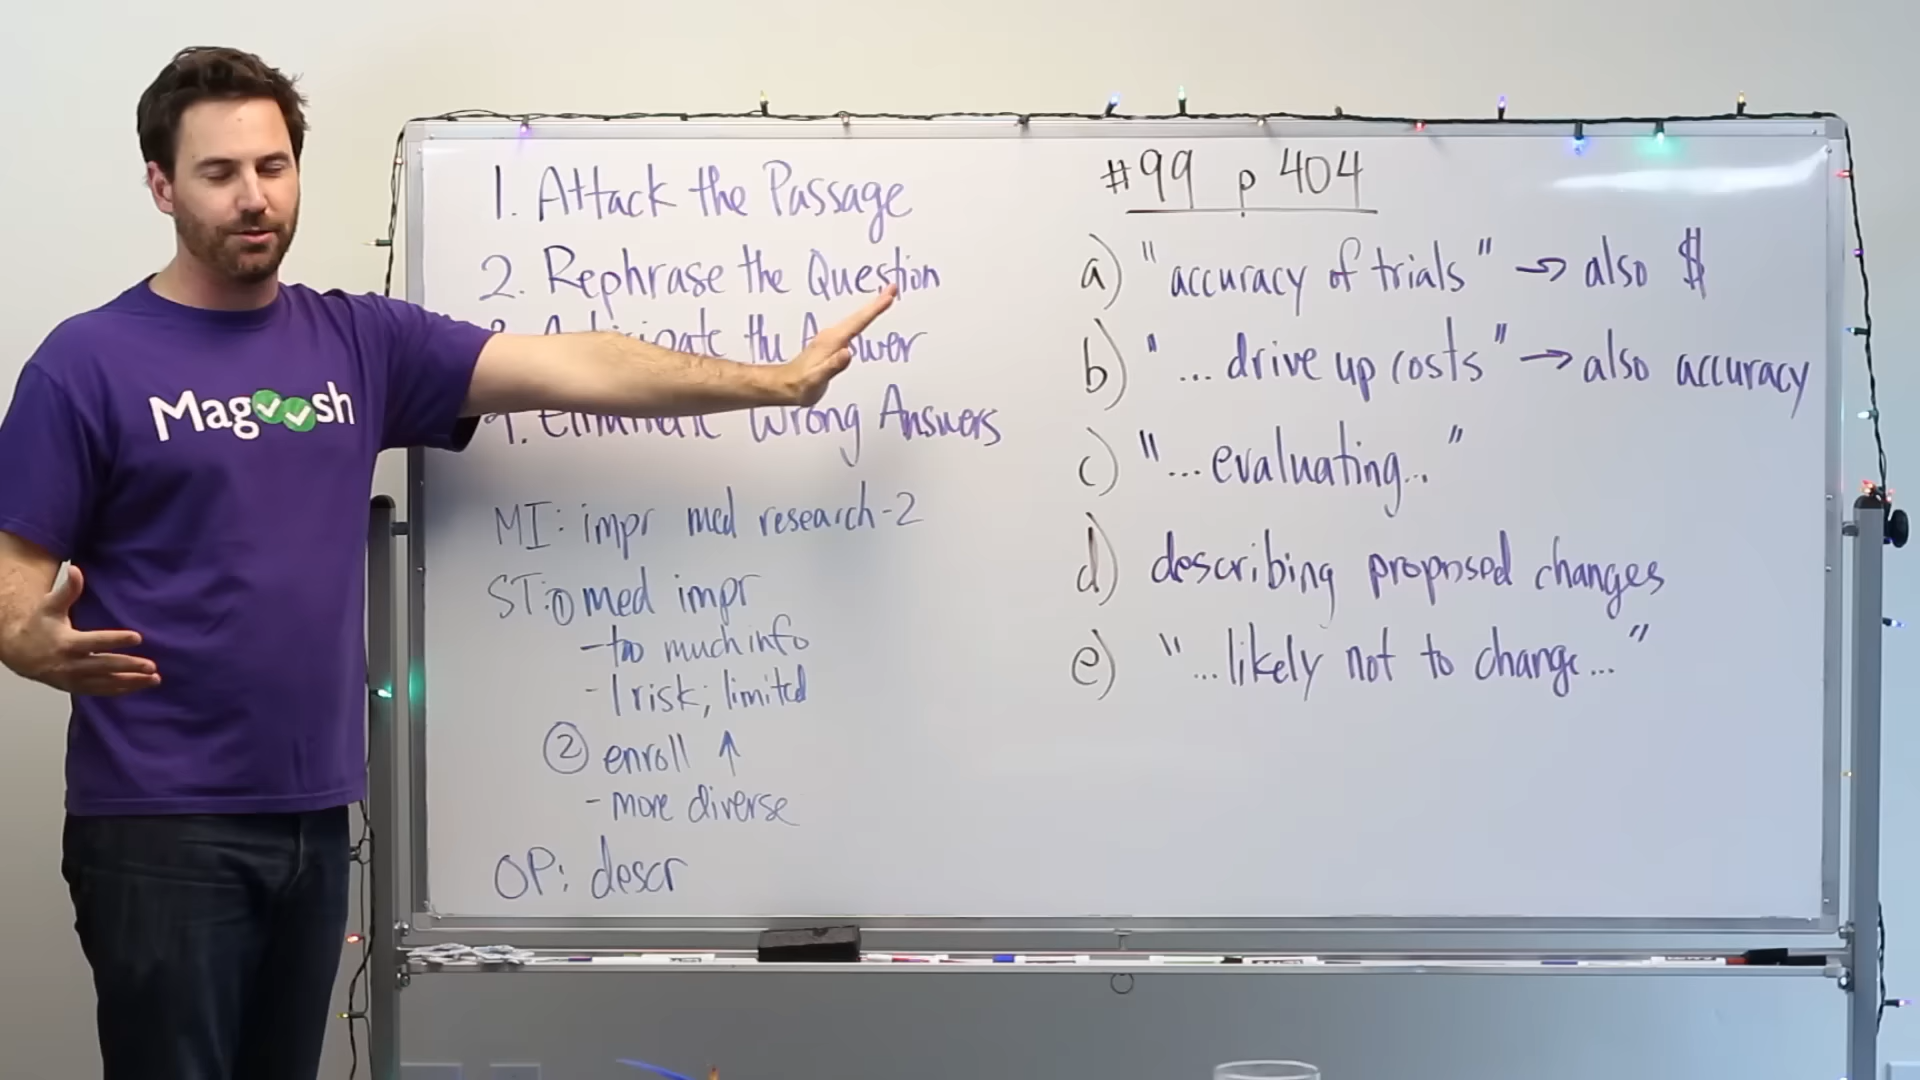 Magoosh
1. Attack the Passage
2. Rephrase the Question
the Answer
Wrong Answers
MI: impr med research-2
ST: ① med impr
- too much info
- 1 risk; limited
② enroll ↑
- more diverse
OP: descr
#99 p 404
a) "accuracy of trials" → also $
b) "... drive up costs" → also accuracy
c) "... evaluating..."
d) describing proposed changes
e) "...likely not to change..."